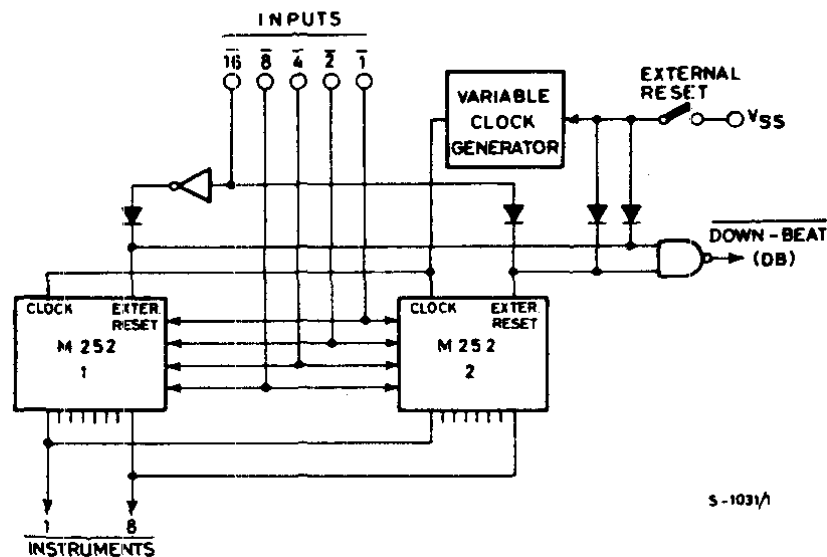 INPUTS
16 8 4 2 1
VARIABLE
CLOCK
GENERATOR
EXTERNAL
RESET
VSS
DOWN-BEAT
(DB)
CLOCK
EXTER.
RESET
M 252
1
CLOCK
EXTER.
RESET
M 252
2
1 8
INSTRUMENTS
S-1031/1